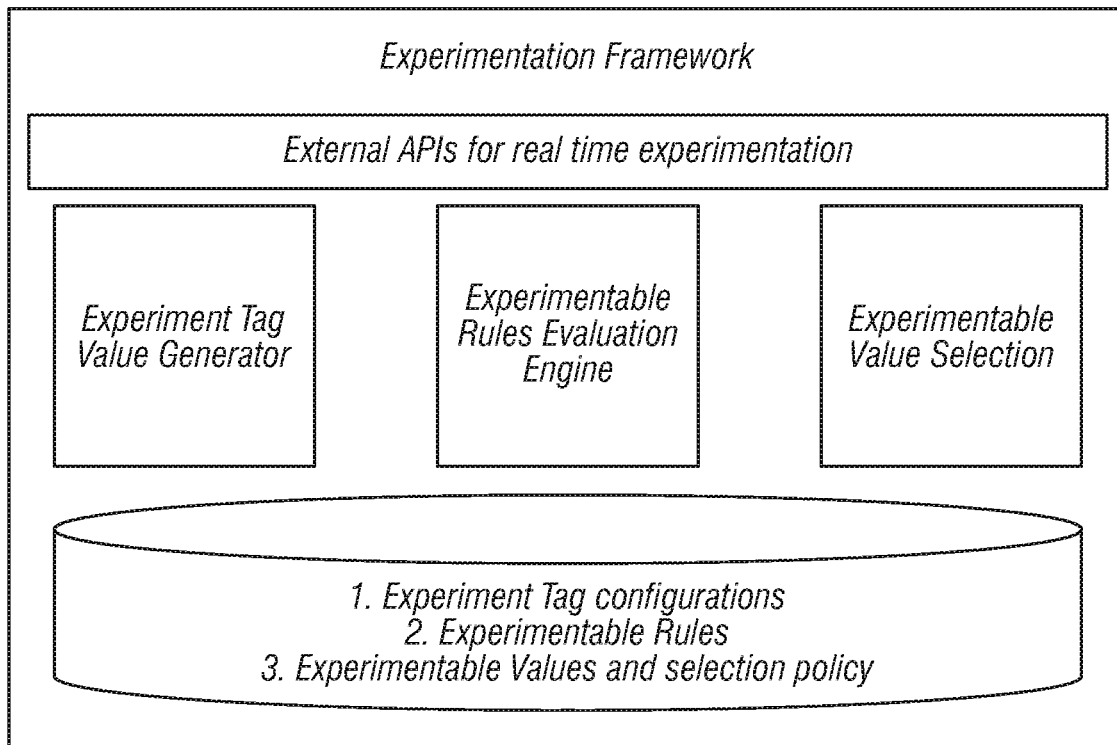 Experimentation Framework
External APIs for real time experimentation
Experiment Tag
Value Generator
Experimentable
Rules Evaluation
Engine
Experimentable
Value Selection
1. Experiment Tag configurations
2. Experimentable Rules
3. Experimentable Values and selection policy